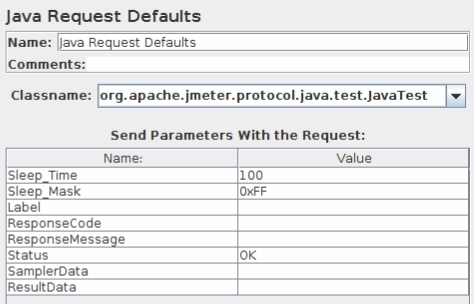 Java Request Defaults
Name: Java Request Defaults
Comments:
Classname: org.apache.jmeter.protocol.java.test.JavaTest
Send Parameters With the Request:
Name: Value
Sleep_Time 100
Sleep_Mask 0xFF
Label
ResponseCode
ResponseMessage
Status OK
SamplerData
ResultData